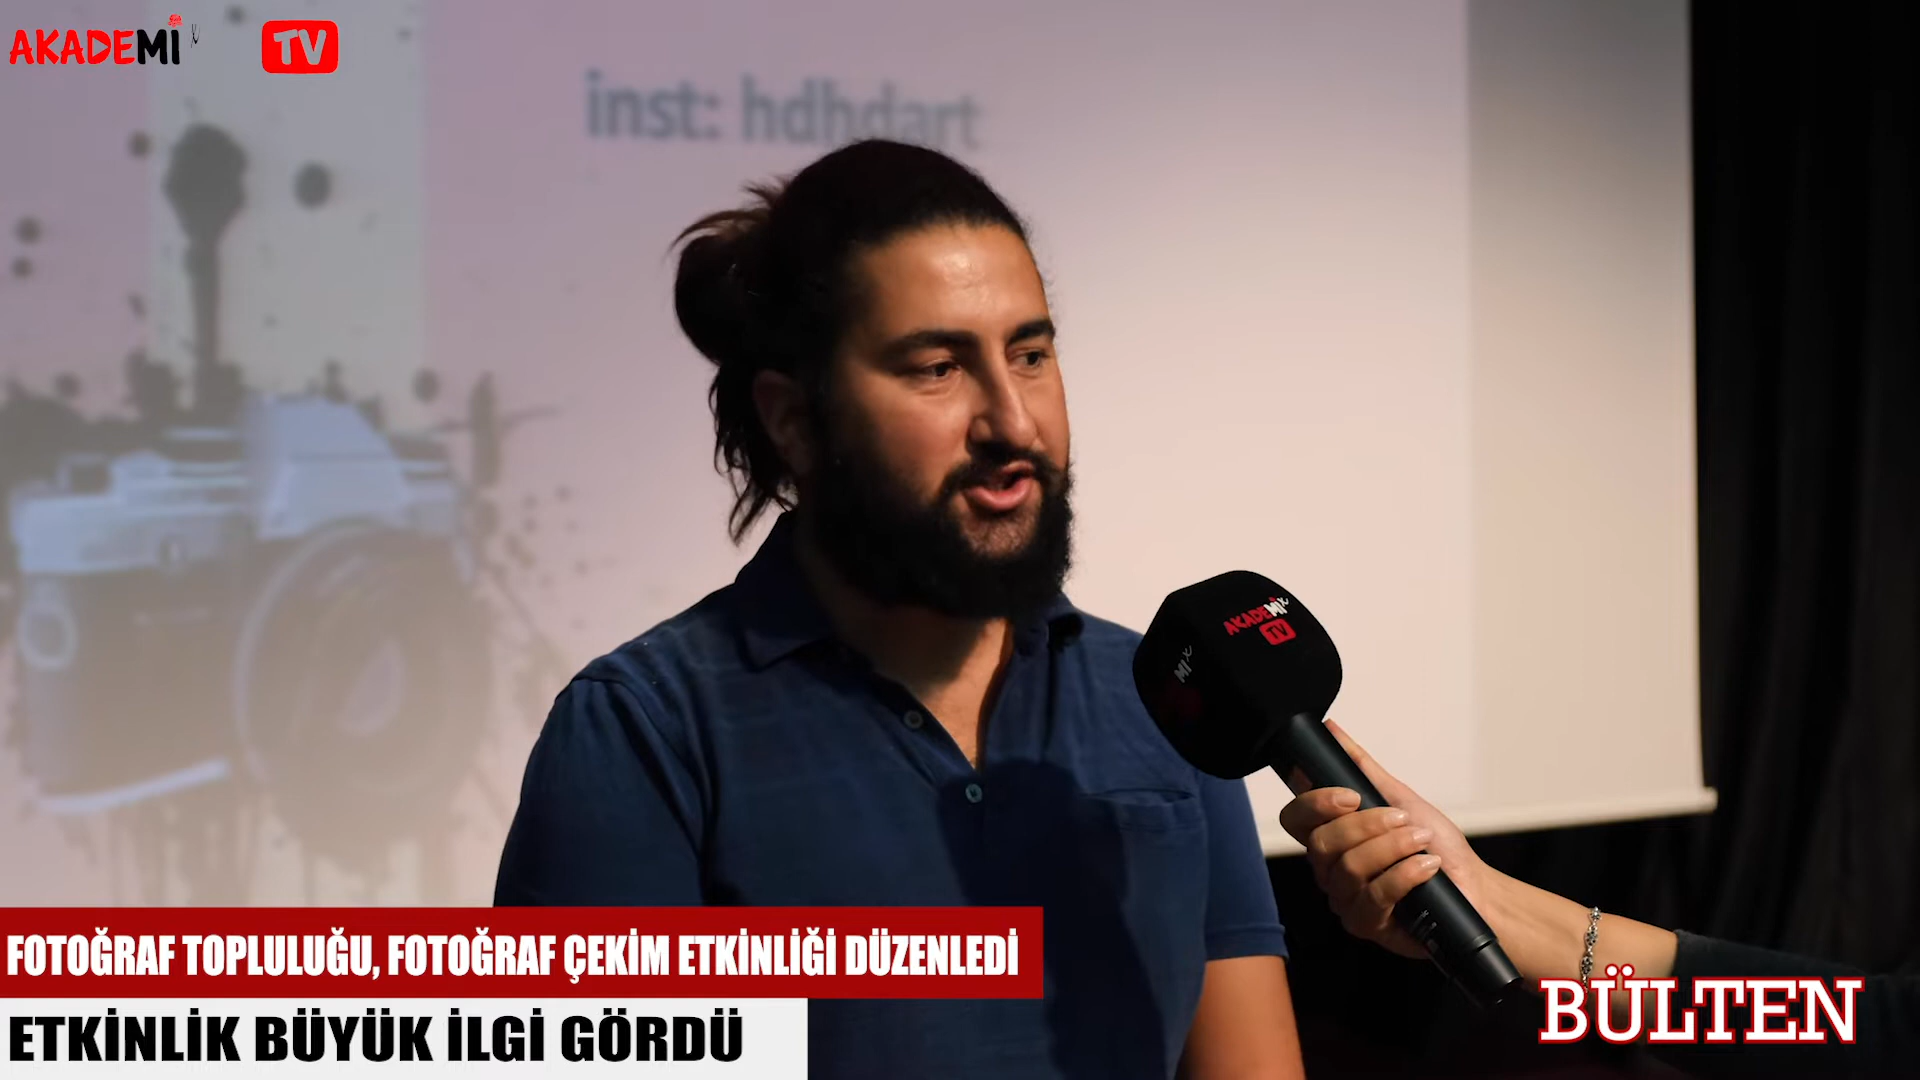 AKADEMİX TV
inst: hdhdart
AKADEMİX
TV
Mİ X
FOTOĞRAF TOPLULUĞU, FOTOĞRAF ÇEKİM ETKİNLİĞİ DÜZENLEDİ
ETKİNLİK BÜYÜK İLGİ GÖRDÜ
BÜLTEN